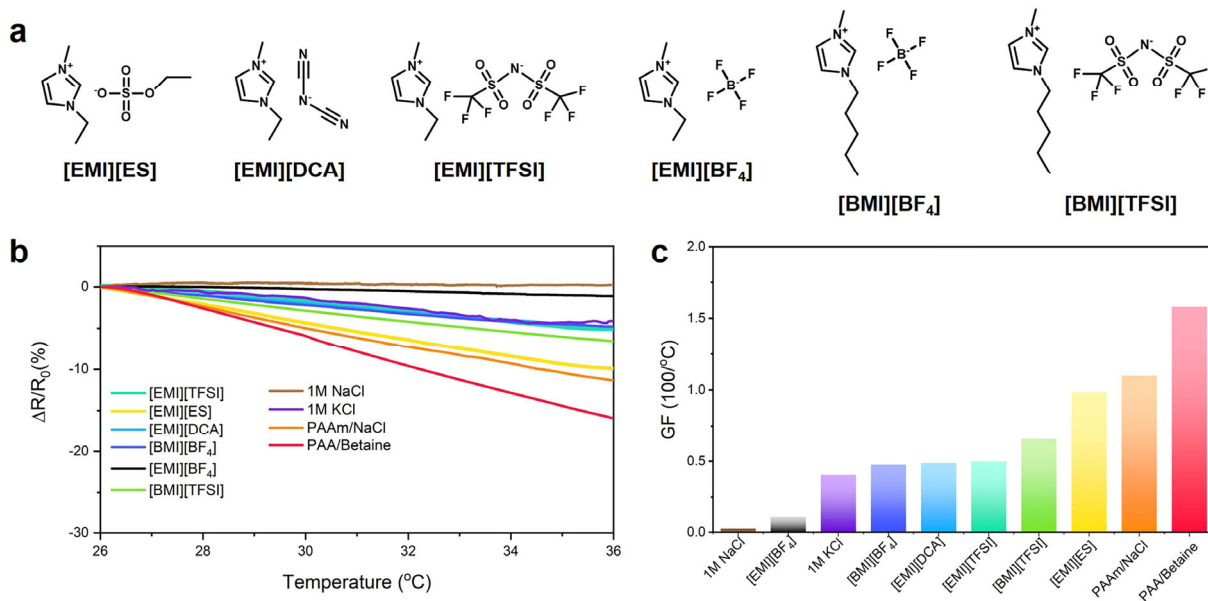 a
N⁺
N
⁻O
S
O
O
O
[EMI][ES]
N⁺
N
N
N⁻
N
[EMI][DCA]
N⁺
N
O
N⁻
O
S
S
O
O
F
F
F
F
F
F
[EMI][TFSI]
N⁺
N
F
F
B⁻
F
F
[EMI][BF₄]
N⁺
N
F
F
B⁻
F
F
[BMI][BF₄]
N⁺
N
O
N⁻
O
S
S
O
O
F
F
F
F
F
[BMI][TFSI]
b
ΔR/R₀(%)
0
-10
-20
-30
[EMI][TFSI]
[EMI][ES]
[EMI][DCA]
[BMI][BF₄]
[EMI][BF₄]
[BMI][TFSI]
1M NaCl
1M KCl
PAAm/NaCl
PAA/Betaine
26
28
30
32
34
36
Temperature (°C)
c
GF (100/°C)
2.0
1.5
1.0
0.5
0.0
1M NaCl
[EMI][BF₄]
1M KCl
[BMI][BF₄]
[EMI][DCA]
[EMI][TFSI]
[BMI][TFSI]
[EMI][ES]
PAAm/NaCl
PAA/Betaine